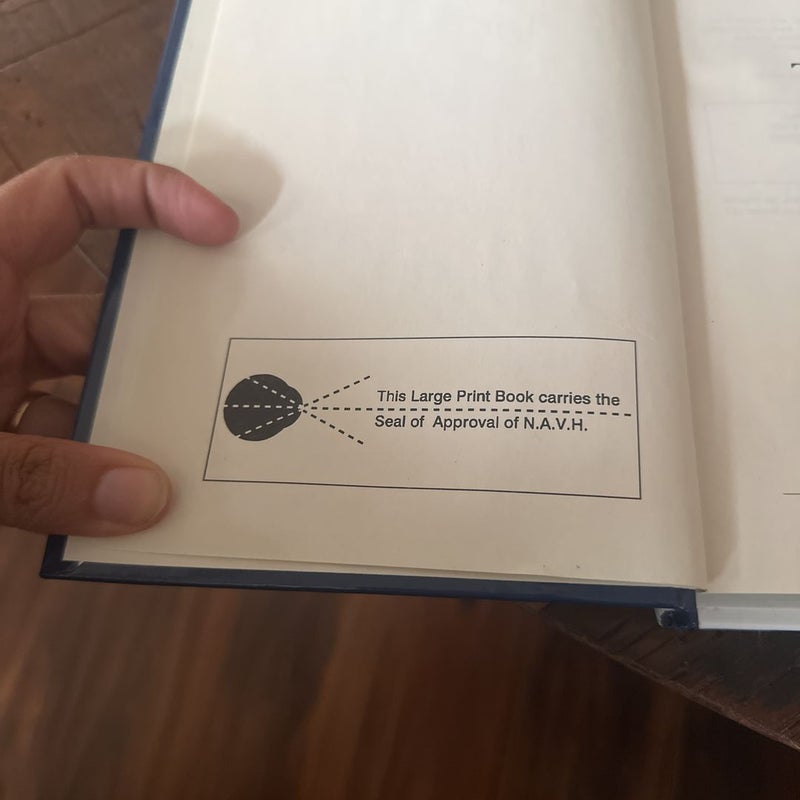 This Large Print Book carries the
Seal of Approval of N.A.V.H.